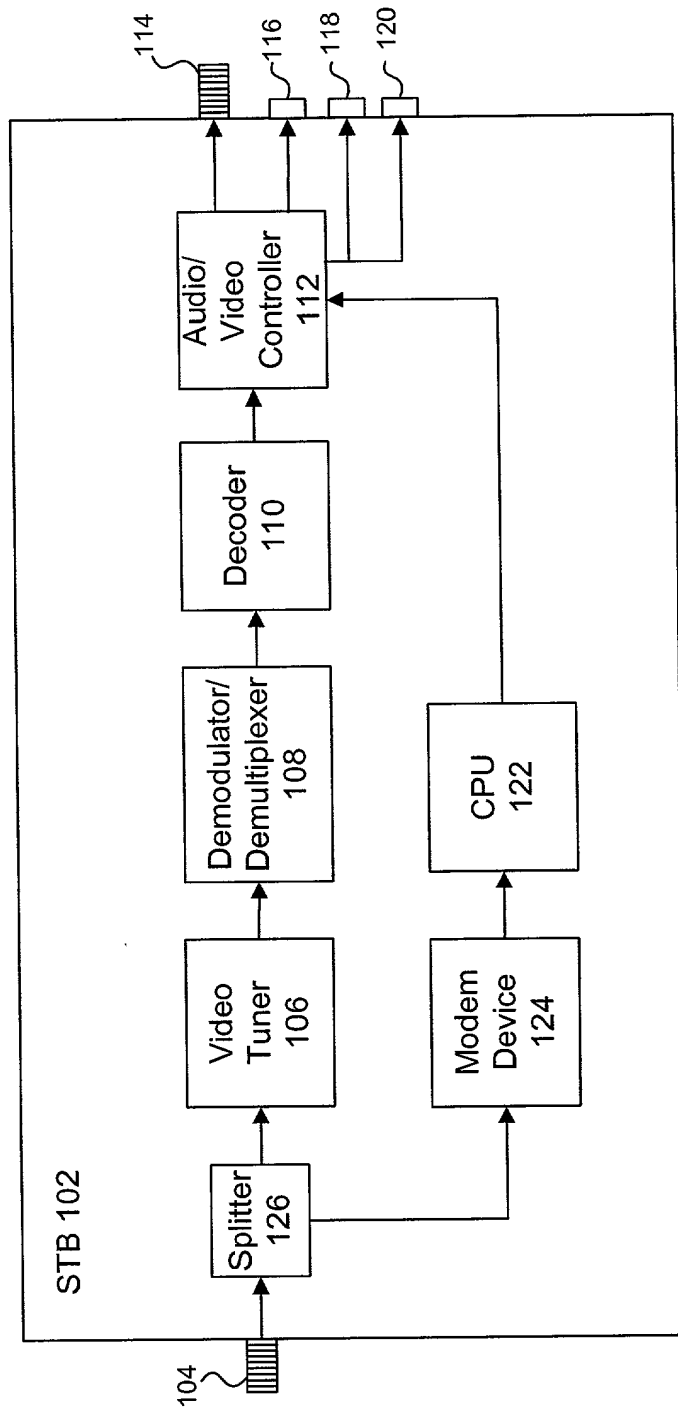 STB 102
104
Splitter
126
Video
Tuner
106
Demodulator/
Demultiplexer
108
Decoder
110
Audio/
Video
Controller
112
114
116
118
120
Modem
Device
124
CPU
122